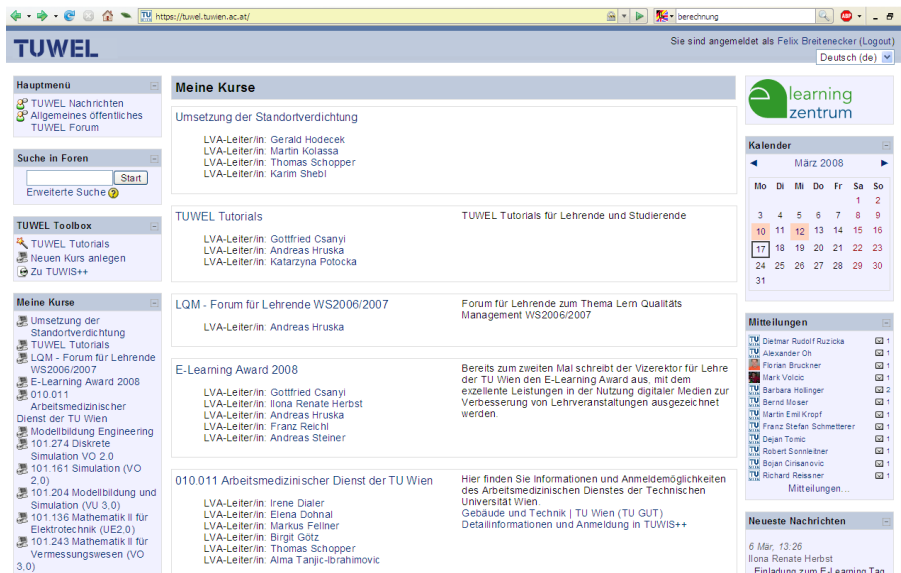 https://tuwel.tuwien.ac.at/
berechnung
ABP
TUWEL
Sie sind angemeldet als Felix Breitenecker (Logout)
Deutsch (de)
Hauptmenü
TUWEL Nachrichten
Allgemeines öffentliches
TUWEL Forum
Suche in Foren
Start
Erweiterte Suche
TUWEL Toolbox
TUWEL Tutorials
Neuen Kurs anlegen
Zu TUWIS++
Meine Kurse
Umsetzung der
Standortverdichtung
TUWEL Tutorials
LQM - Forum für Lehrende
WS2006/2007
E-Learning Award 2008
010.011
Arbeitsmedizinischer
Dienst der TU Wien
Modellbildung Engineering
101.274 Diskrete
Simulation VO 2.0
101.161 Simulation (VO
2,0)
101.204 Modellbildung und
Simulation (VU 3,0)
101.136 Mathematik II für
Elektrotechnik (UE2,0)
101.243 Mathematik II für
Vermessungswesen (VO
3,0)
Meine Kurse
Umsetzung der Standortverdichtung
LVA-Leiter/in: Gerald Hodecek
LVA-Leiter/in: Martin Kolassa
LVA-Leiter/in: Thomas Schopper
LVA-Leiter/in: Karim Shebl
TUWEL Tutorials
LVA-Leiter/in: Gottfried Csanyi
LVA-Leiter/in: Andreas Hruska
LVA-Leiter/in: Katarzyna Potocka
TUWEL Tutorials für Lehrende und Studierende
LQM - Forum für Lehrende WS2006/2007
LVA-Leiter/in: Andreas Hruska
Forum für Lehrende zum Thema Lern Qualitäts
Management WS2006/2007
E-Learning Award 2008
LVA-Leiter/in: Gottfried Csanyi
LVA-Leiter/in: Ilona Renate Herbst
LVA-Leiter/in: Andreas Hruska
LVA-Leiter/in: Franz Reichl
LVA-Leiter/in: Andreas Steiner
Bereits zum zweiten Mal schreibt der Vizerektor für Lehre
der TU Wien den E-Learning Award aus, mit dem
exzellente Leistungen in der Nutzung digitaler Medien zur
Verbesserung von Lehrveranstaltungen ausgezeichnet
werden.
010.011 Arbeitsmedizinischer Dienst der TU Wien
LVA-Leiter/in: Irene Dialer
LVA-Leiter/in: Elena Dohnal
LVA-Leiter/in: Markus Fellner
LVA-Leiter/in: Birgit Götz
LVA-Leiter/in: Thomas Schopper
LVA-Leiter/in: Alma Tanjic-Ibrahimovic
Hier finden Sie Informationen und Anmeldemöglichkeiten
des Arbeitsmedizinischen Dienstes der Technischen
Universität Wien.
Gebäude und Technik | TU Wien (TU GUT)
Detailinformationen und Anmeldung in TUWIS++
elearning
zentrum
Kalender
März 2008
Mo Di Mi Do Fr Sa So
1 2
3 4 5 6 7 8 9
10 11 12 13 14 15 16
17 18 19 20 21 22 23
24 25 26 27 28 29 30
31
Mitteilungen
Dietmar Rudolf Ruzicka 1
Alexander Oh 1
Florian Bruckner 1
Mark Volcic 1
Barbara Hollinger 2
Bernd Moser 1
Martin Emil Kropf 1
Franz Stefan Schmetterer 1
Dejan Tomic 1
Robert Sonnleitner 1
Bojan Cirisanovic 1
Richard Reissner 1
Mitteilungen...
Neueste Nachrichten
6 Mär, 13:26
Ilona Renate Herbst
Einladung zum E-Learning Tag